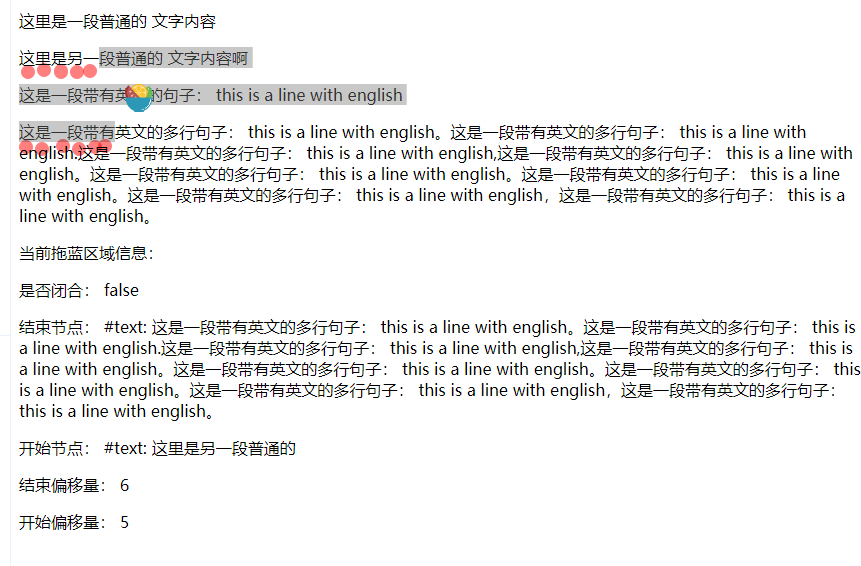 这里是一段普通的 文字内容
这里是另一段普通的 文字内容啊
这是一段带有英文的句子： this is a line with english
这是一段带有英文的多行句子： this is a line with english。这是一段带有英文的多行句子： this is a line with
english.这是一段带有英文的多行句子： this is a line with english,这是一段带有英文的多行句子： this is a line with
english。这是一段带有英文的多行句子： this is a line with english。这是一段带有英文的多行句子： this is a line
with english。这是一段带有英文的多行句子： this is a line with english，这是一段带有英文的多行句子： this is a
line with english。
当前拖蓝区域信息：
是否闭合： false
结束节点： #text: 这是一段带有英文的多行句子： this is a line with english。这是一段带有英文的多行句子： this is
a line with english.这是一段带有英文的多行句子： this is a line with english,这是一段带有英文的多行句子： this is
a line with english。这是一段带有英文的多行句子： this is a line with english。这是一段带有英文的多行句子： this
is a line with english。这是一段带有英文的多行句子： this is a line with english，这是一段带有英文的多行句子：
this is a line with english。
开始节点： #text: 这里是另一段普通的
结束偏移量： 6
开始偏移量： 5